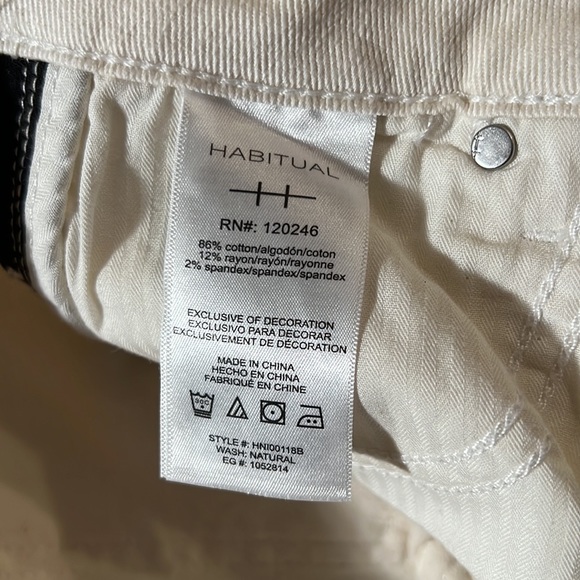 HABITUAL
RN#: 120246
86% cotton/algodón/coton
12% rayon/rayón/rayonne
2% spandex/spandex/spandex
EXCLUSIVE OF DECORATION
EXCLUSIVO PARA DECORAR
EXCLUSIVEMENT DE DÉCORATION
MADE IN CHINA
HECHO EN CHINA
FABRIQUÉ EN CHINE
STYLE #: HNI00118B
WASH: NATURAL
EG #: 1052814